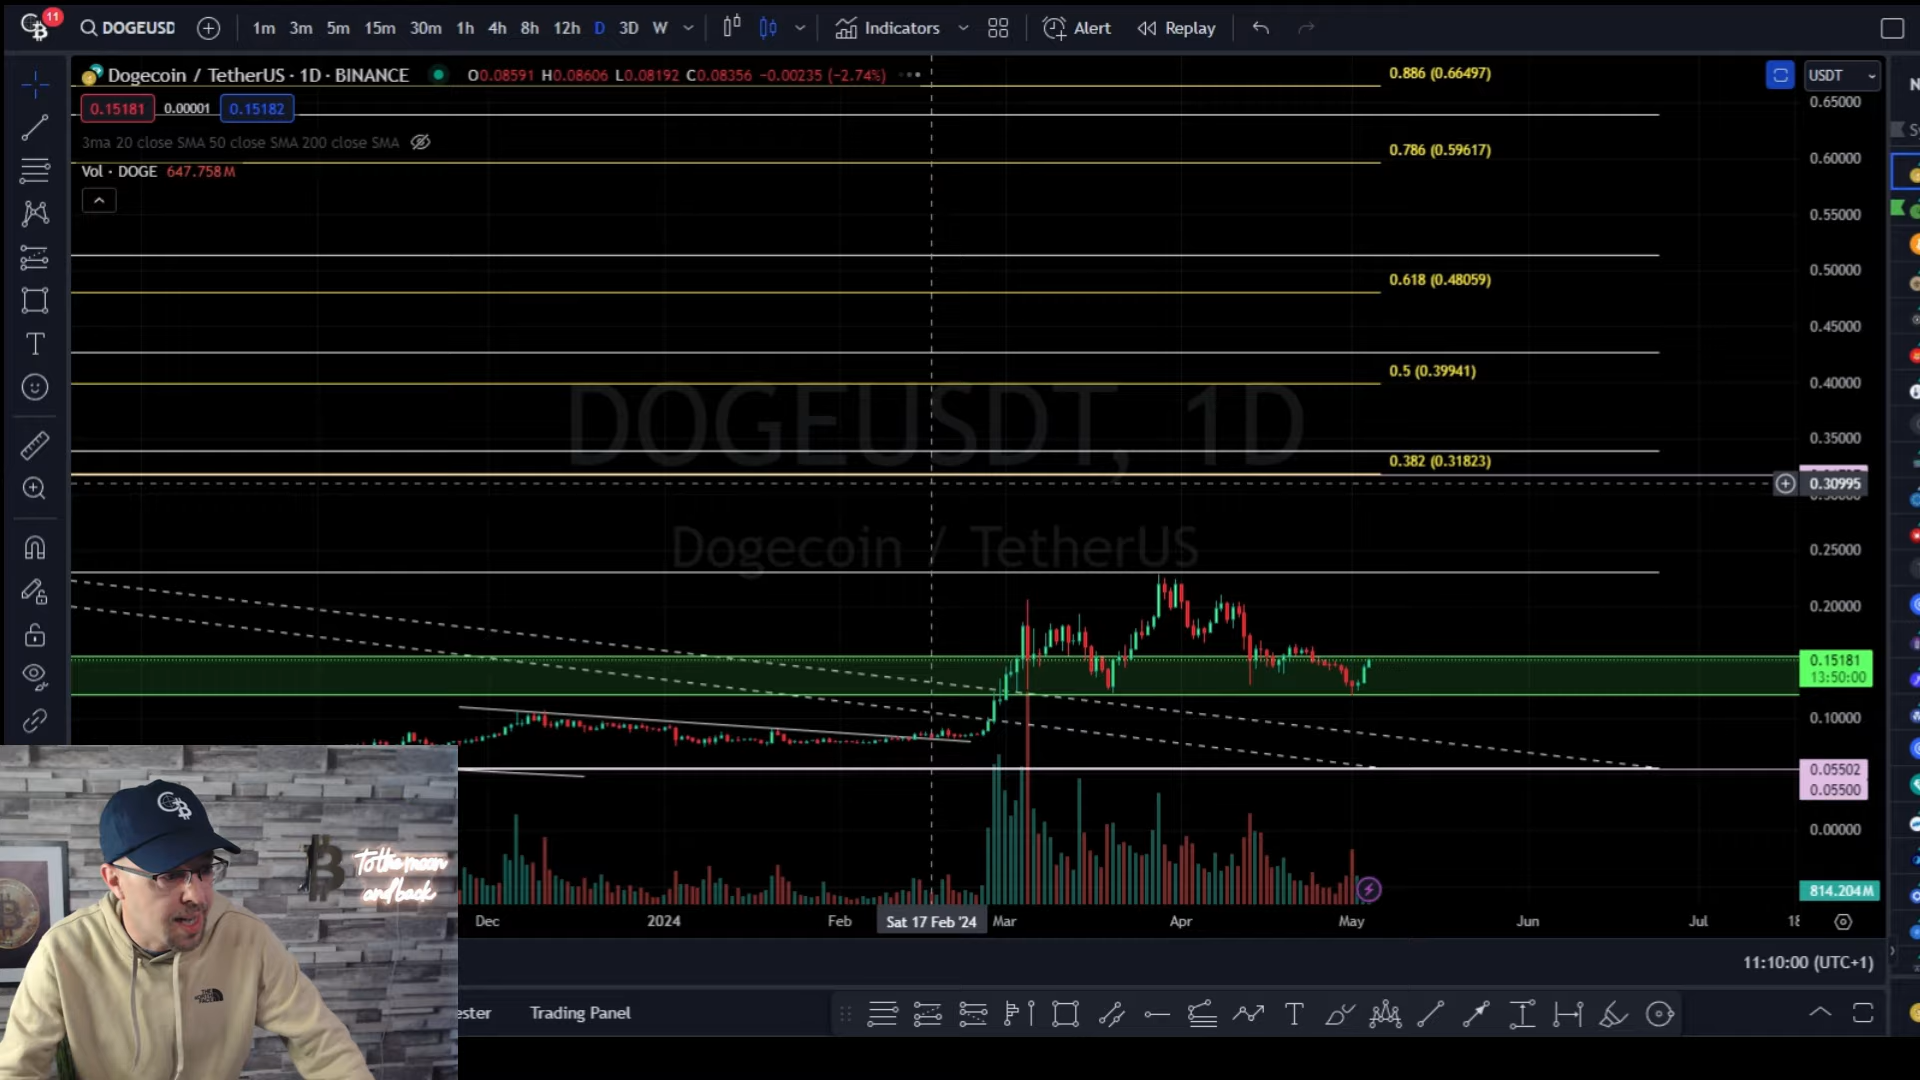 11
DOGEUSD 1m 3m 5m 15m 30m 1h 4h 8h 12h D 3D W Indicators Alert Replay
Dogecoin / TetherUS · 1D · BINANCE O0.08591 H0.08606 L0.08192 C0.08356 −0.00235 (−2.74%)
0.15181 0.00001 0.15182
3ma 20 close SMA 50 close SMA 200 close SMA
Vol · DOGE 647.758M
0.886 (0.66497)
0.786 (0.59617)
0.618 (0.48059)
0.5 (0.39941)
0.382 (0.31823)
DOGEUSDT, 1D
Dogecoin / TetherUS
USDT
0.65000
0.60000
0.55000
0.50000
0.45000
0.40000
0.35000
0.30995
0.25000
0.20000
0.15181
13:50:00
0.10000
0.05502
0.05500
0.00000
814.204M
Dec 2024 Feb Sat 17 Feb '24 Mar Apr May Jun Jul 18
11:10:00 (UTC+1)
ester Trading Panel
To the moon
and back
THE
NORTH
FACE